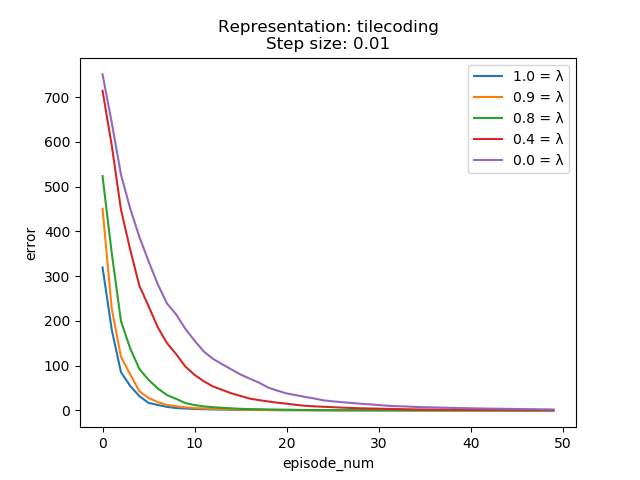 Representation: tilecoding
Step size: 0.01
1.0 = λ
0.9 = λ
0.8 = λ
0.4 = λ
0.0 = λ
error
700
600
500
400
300
200
100
0
0 10 20 30 40 50
episode_num